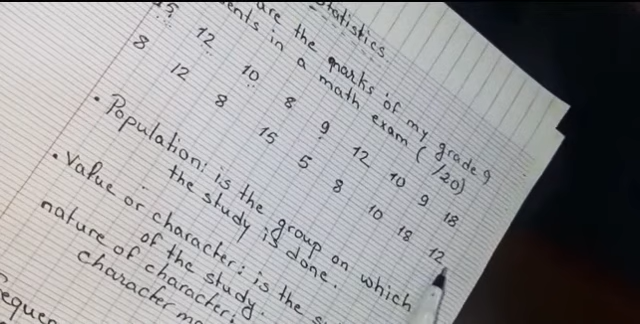 Statistics
are the marks of my grade 9
ents in a math exam ( /20)
15 12 10 8 9 12 10 9 18
8 12 8 15 5 8 10 18 12
• Population: is the group on which
the study is done.
• Value or character: is the s
of the study.
nature of character:
character
equen